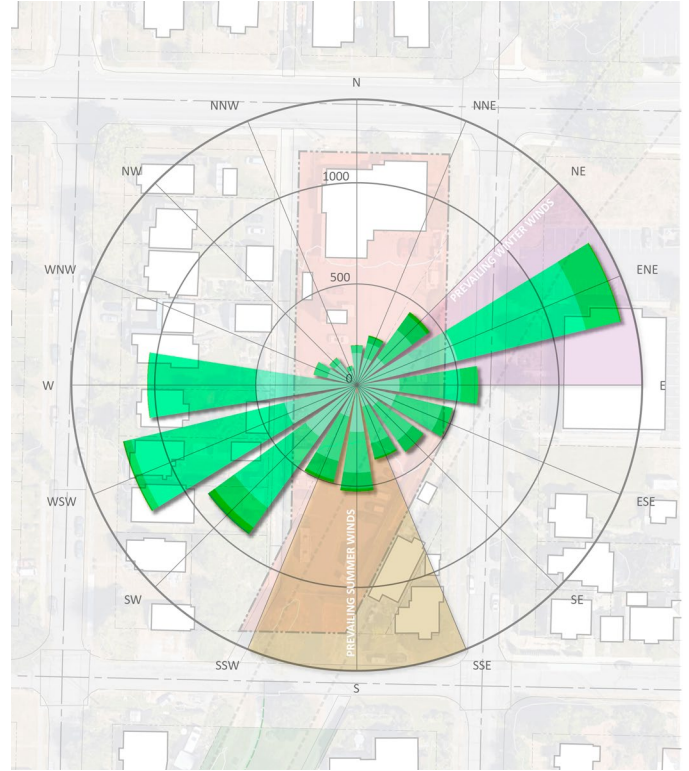 N
NNW
NNE
NW
NE
1000
PREVAILING WINTER WINDS
WNW
ENE
500
0
W
E
WSW
ESE
PREVAILING SUMMER WINDS
SW
SE
SSW
SSE
S